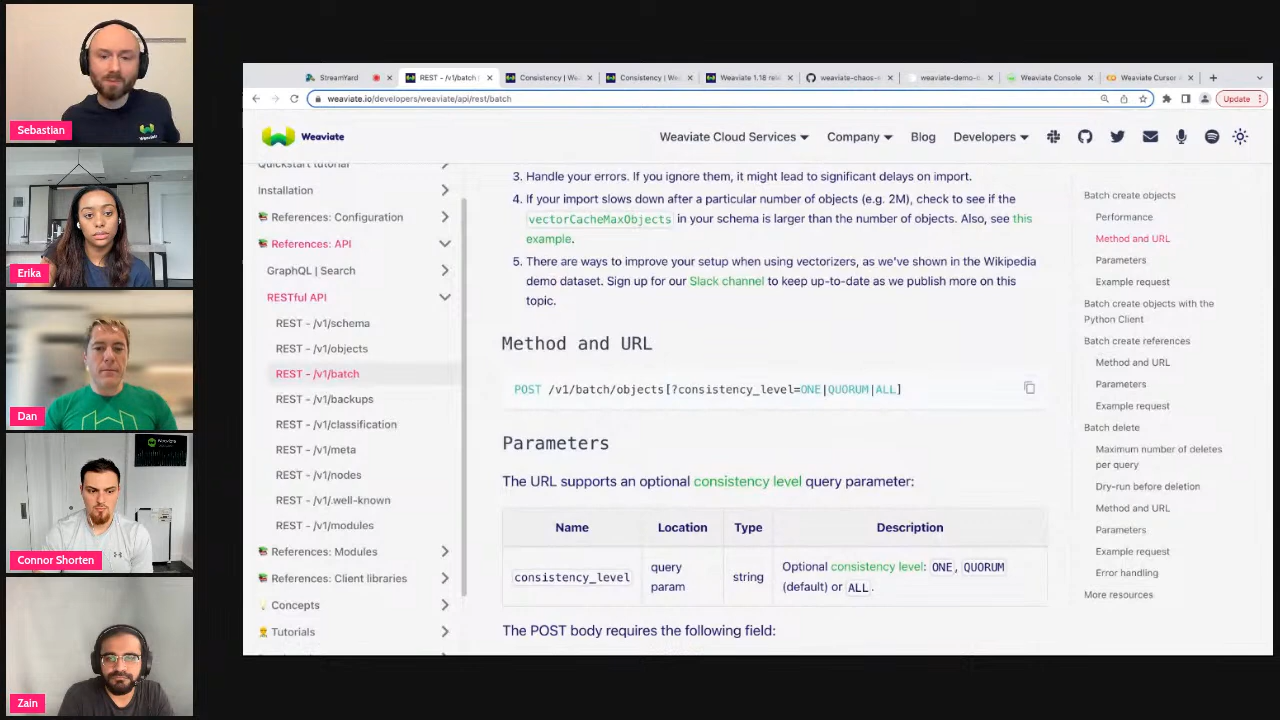 Sebastian
Erika
Dan
Connor Shorten
Zain
StreamYard
REST - /v1/batch
Consistency | We
Consistency | Wea
Weaviate 1.18 rel
weaviate-chaos-e
weaviate-demo-i
Weaviate Console
Weaviate Cursor A
weaviate.io/developers/weaviate/api/rest/batch
Update
Weaviate
Weaviate Cloud Services
Company
Blog
Developers
Quickstart tutorial
Installation
References: Configuration
References: API
GraphQL | Search
RESTful API
REST - /v1/schema
REST - /v1/objects
REST - /v1/batch
REST - /v1/backups
REST - /v1/classification
REST - /v1/meta
REST - /v1/nodes
REST - /v1/.well-known
REST - /v1/modules
References: Modules
References: Client libraries
Concepts
Tutorials
3. Handle your errors. If you ignore them, it might lead to significant delays on import.
4. If your import slows down after a particular number of objects (e.g. 2M), check to see if the
vectorCacheMaxObjects in your schema is larger than the number of objects. Also, see this
example.
5. There are ways to improve your setup when using vectorizers, as we've shown in the Wikipedia
demo dataset. Sign up for our Slack channel to keep up-to-date as we publish more on this
topic.
Method and URL
POST /v1/batch/objects[?consistency_level=ONE|QUORUM|ALL]
Parameters
The URL supports an optional consistency level query parameter:
Name Location Type Description
consistency_level query param string Optional consistency level: ONE, QUORUM (default) or ALL.
The POST body requires the following field:
Batch create objects
Performance
Method and URL
Parameters
Example request
Batch create objects with the
Python Client
Batch create references
Method and URL
Parameters
Example request
Batch delete
Maximum number of deletes
per query
Dry-run before deletion
Method and URL
Parameters
Example request
Error handling
More resources